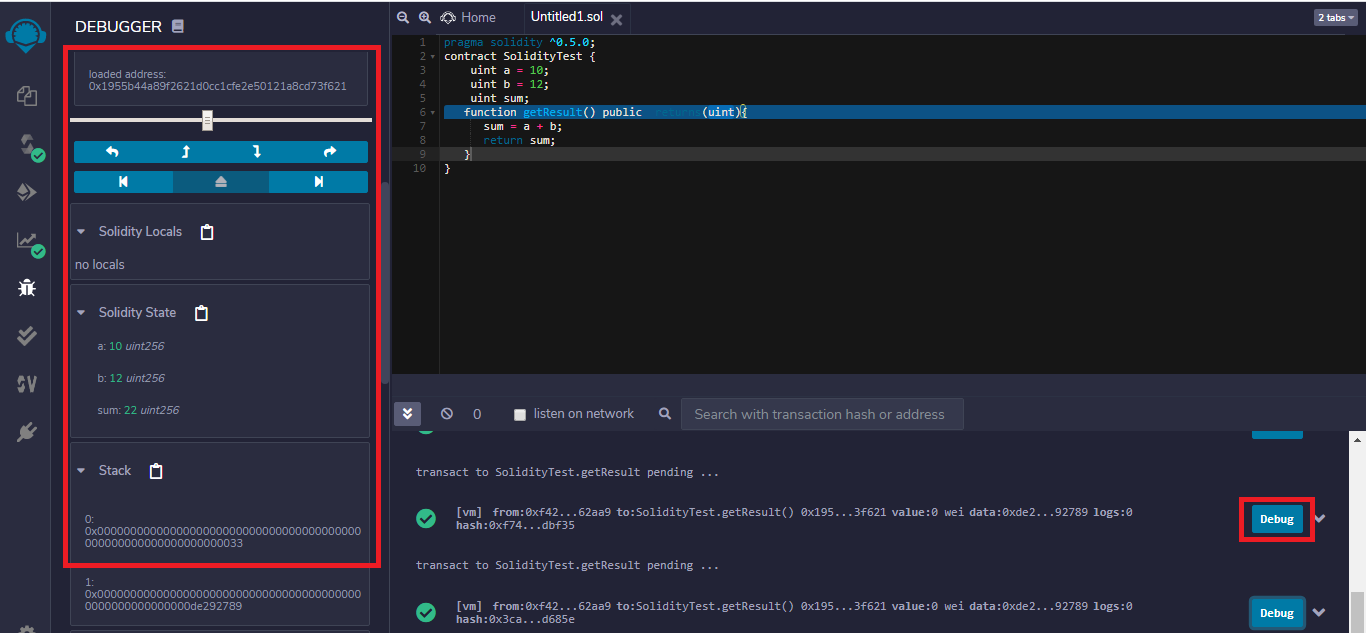 DEBUGGER
loaded address:
0x1955b44a89f2621d0cc1cfe2e50121a8cd73f621
Solidity Locals
no locals
Solidity State
a: 10 uint256
b: 12 uint256
sum: 22 uint256
Stack
0:
0x00000000000000000000000000000000000000000
00000000000000000000033
1:
0x00000000000000000000000000000000000000000
000000000000000de292789
Home
Untitled1.sol
2 tabs
1 pragma solidity ^0.5.0;
2 contract SolidityTest {
3 uint a = 10;
4 uint b = 12;
5 uint sum;
6 function getResult() public returns(uint){
7 sum = a + b;
8 return sum;
9 }
10 }
0
listen on network
Search with transaction hash or address
transact to SolidityTest.getResult pending ...
[vm] from:0xf42...62aa9 to:SolidityTest.getResult() 0x195...3f621 value:0 wei data:0xde2...92789 logs:0
hash:0xf74...dbf35
Debug
transact to SolidityTest.getResult pending ...
[vm] from:0xf42...62aa9 to:SolidityTest.getResult() 0x195...3f621 value:0 wei data:0xde2...92789 logs:0
hash:0x3ca...d685e
Debug